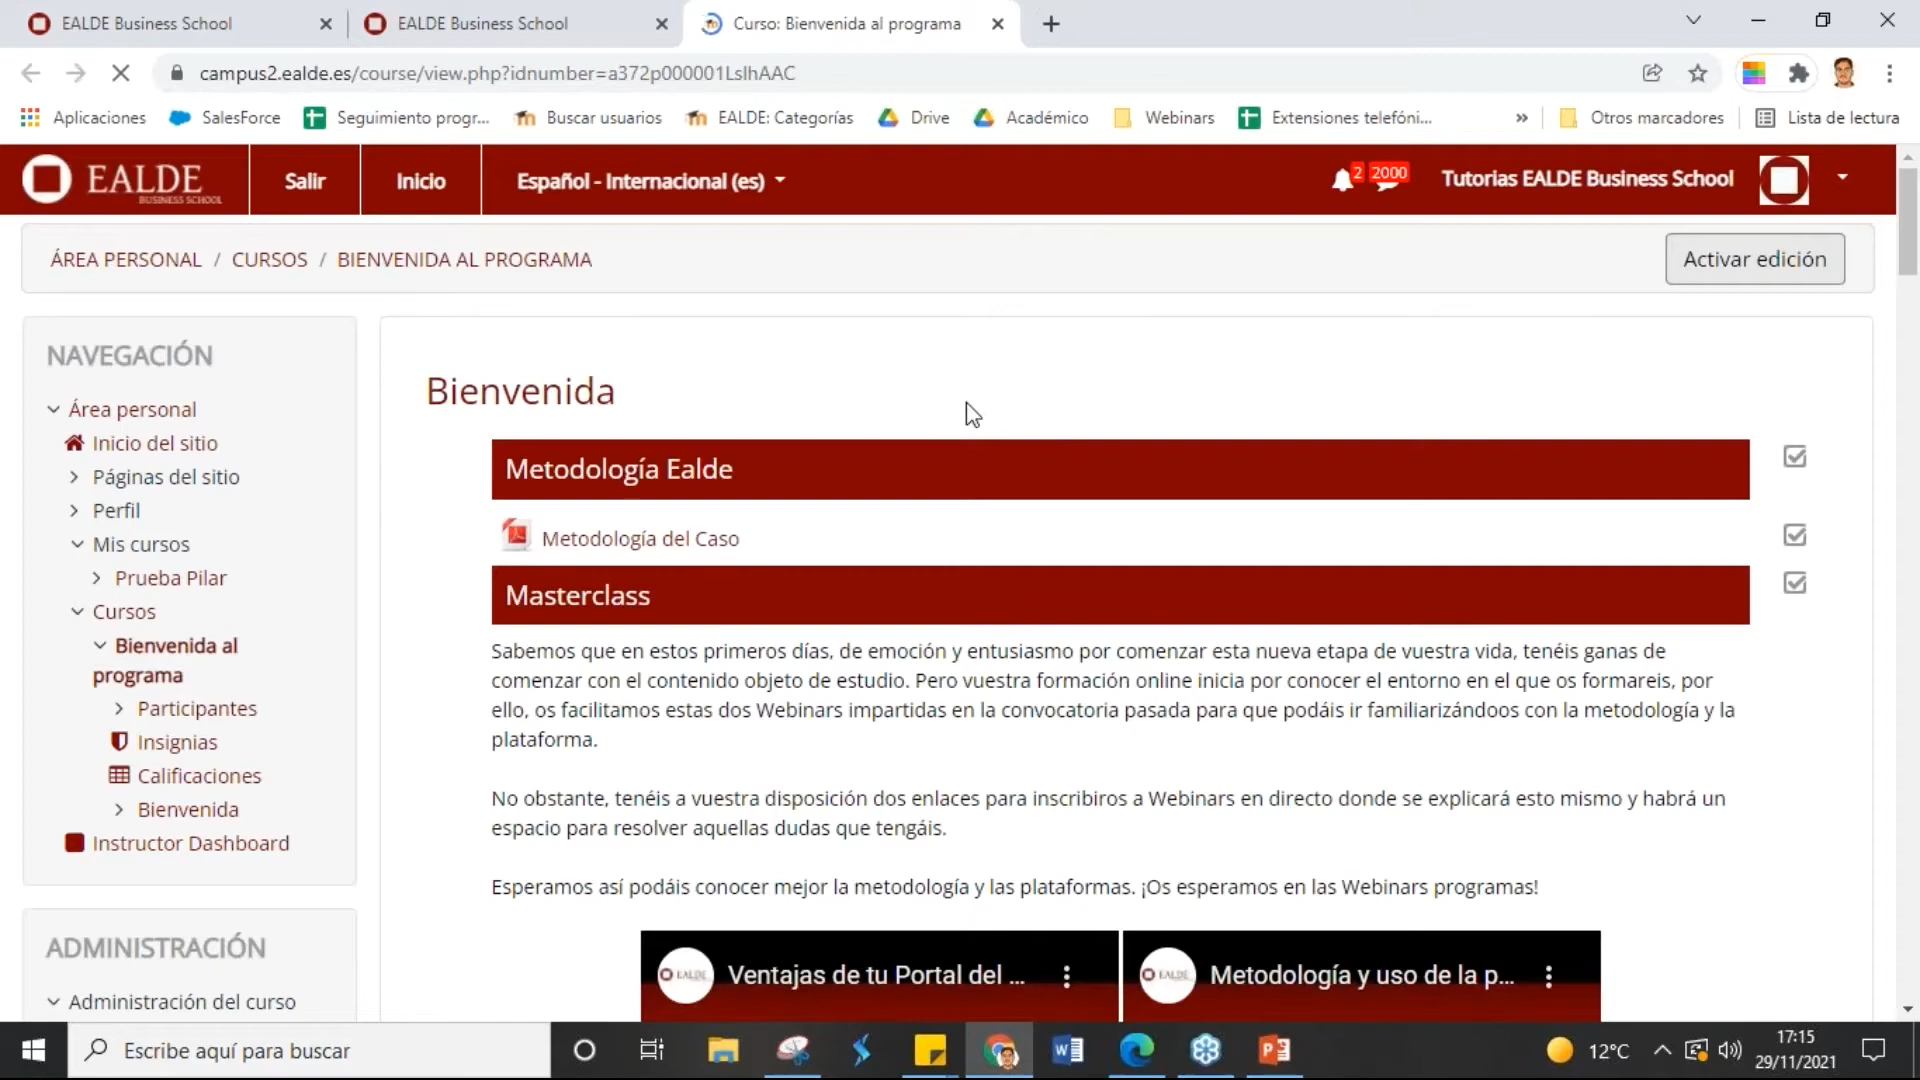 EALDE Business School
EALDE Business School
Curso: Bienvenida al programa
campus2.ealde.es/course/view.php?idnumber=a372p000001LsIhAAC
Aplicaciones
SalesForce
Seguimiento progr...
Buscar usuarios
EALDE: Categorías
Drive
Académico
Webinars
Extensiones telefóni...
»
Otros marcadores
Lista de lectura
EALDE
BUSINESS SCHOOL
Salir
Inicio
Español - Internacional (es)
2
2000
Tutorias EALDE Business School
ÁREA PERSONAL / CURSOS / BIENVENIDA AL PROGRAMA
Activar edición
NAVEGACIÓN
Área personal
Inicio del sitio
Páginas del sitio
Perfil
Mis cursos
Prueba Pilar
Cursos
Bienvenida al
programa
Participantes
Insignias
Calificaciones
Bienvenida
Instructor Dashboard
ADMINISTRACIÓN
Administración del curso
Bienvenida
Metodología Ealde
Metodología del Caso
Masterclass
Sabemos que en estos primeros días, de emoción y entusiasmo por comenzar esta nueva etapa de vuestra vida, tenéis ganas de
comenzar con el contenido objeto de estudio. Pero vuestra formación online inicia por conocer el entorno en el que os formareis, por
ello, os facilitamos estas dos Webinars impartidas en la convocatoria pasada para que podáis ir familiarizándoos con la metodología y la
plataforma.
No obstante, tenéis a vuestra disposición dos enlaces para inscribiros a Webinars en directo donde se explicará esto mismo y habrá un
espacio para resolver aquellas dudas que tengáis.
Esperamos así podáis conocer mejor la metodología y las plataformas. ¡Os esperamos en las Webinars programas!
EALDE
Ventajas de tu Portal del ...
EALDE
Metodología y uso de la p...
Escribe aquí para buscar
12°C
17:15
29/11/2021